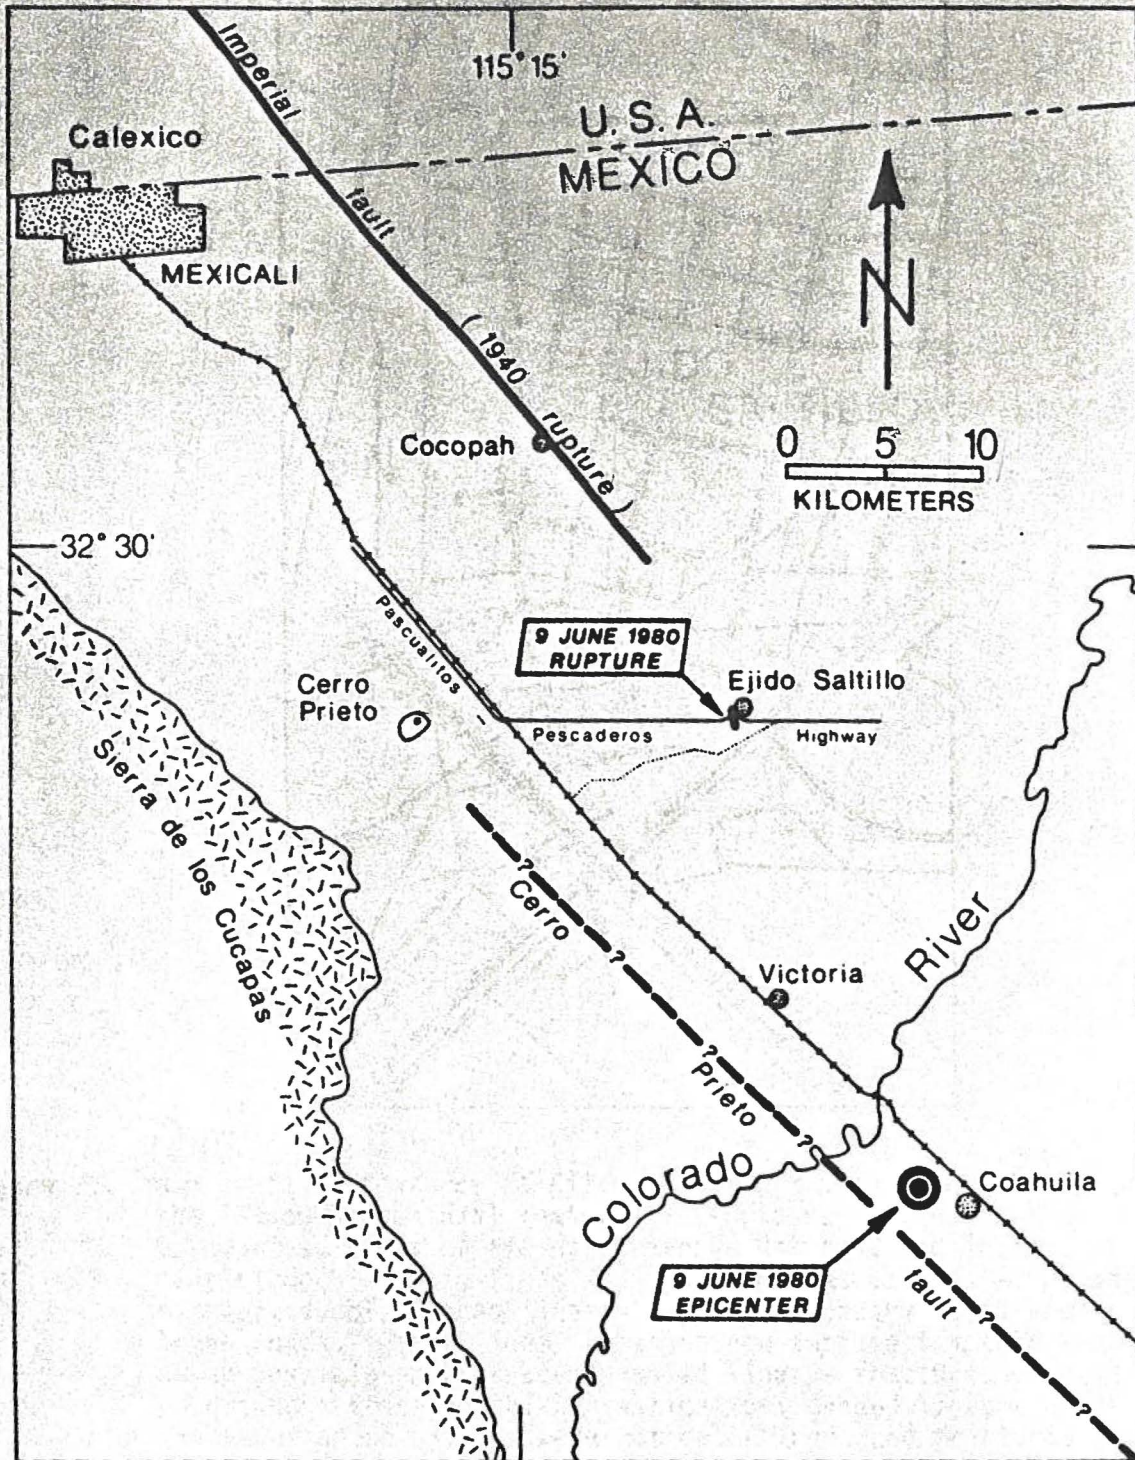 Imperial
fault
115° 15'
Calexico
U. S. A.
MEXICO
MEXICALI
N
( 1940
rupture )
Cocopah
0 5 10
KILOMETERS
32° 30'
Pascualitos
9 JUNE 1980
RUPTURE
Ejido Saltillo
Cerro
Prieto
Pescaderos
Highway
Sierra de los Cucapas
? Cerro ?
Victoria
River
? Prieto ?
Colorado
Coahuila
9 JUNE 1980
EPICENTER
fault ?
?